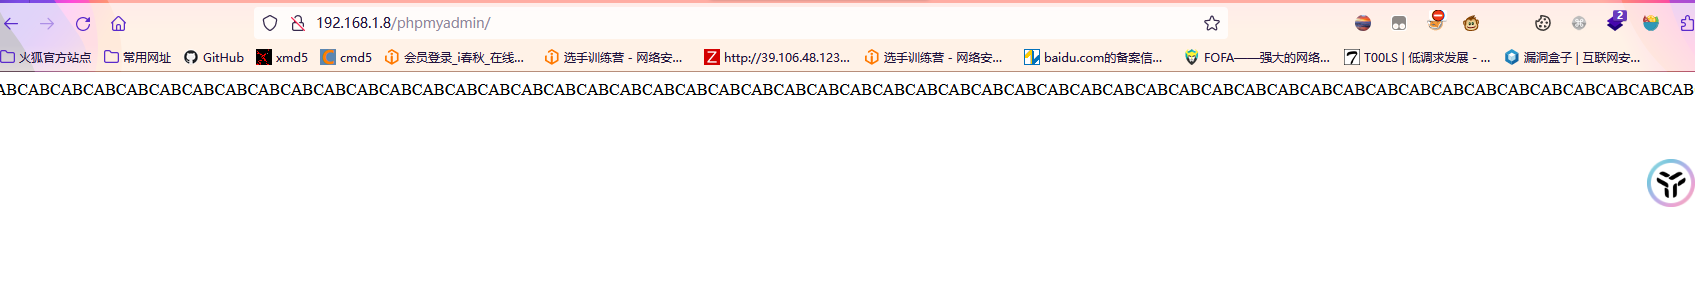 192.168.1.8/phpmyadmin/
2
火狐官方站点 常用网址 GitHub xmd5 cmd5 会员登录_i春秋_在线... 选手训练营 - 网络安... http://39.106.48.123... 选手训练营 - 网络安... baidu.com的备案信... FOFA——强大的网络... T00LS | 低调求发展 - ... 漏洞盒子 | 互联网安...
ABCABCABCABCABCABCABCABCABCABCABCABCABCABCABCABCABCABCABCABCABCABCABCABCABCABCABCABCABCABCABCABCABCABCABCABCABCABCABCABCABCABCABCABCABCABCABCABCABCABCABCABC